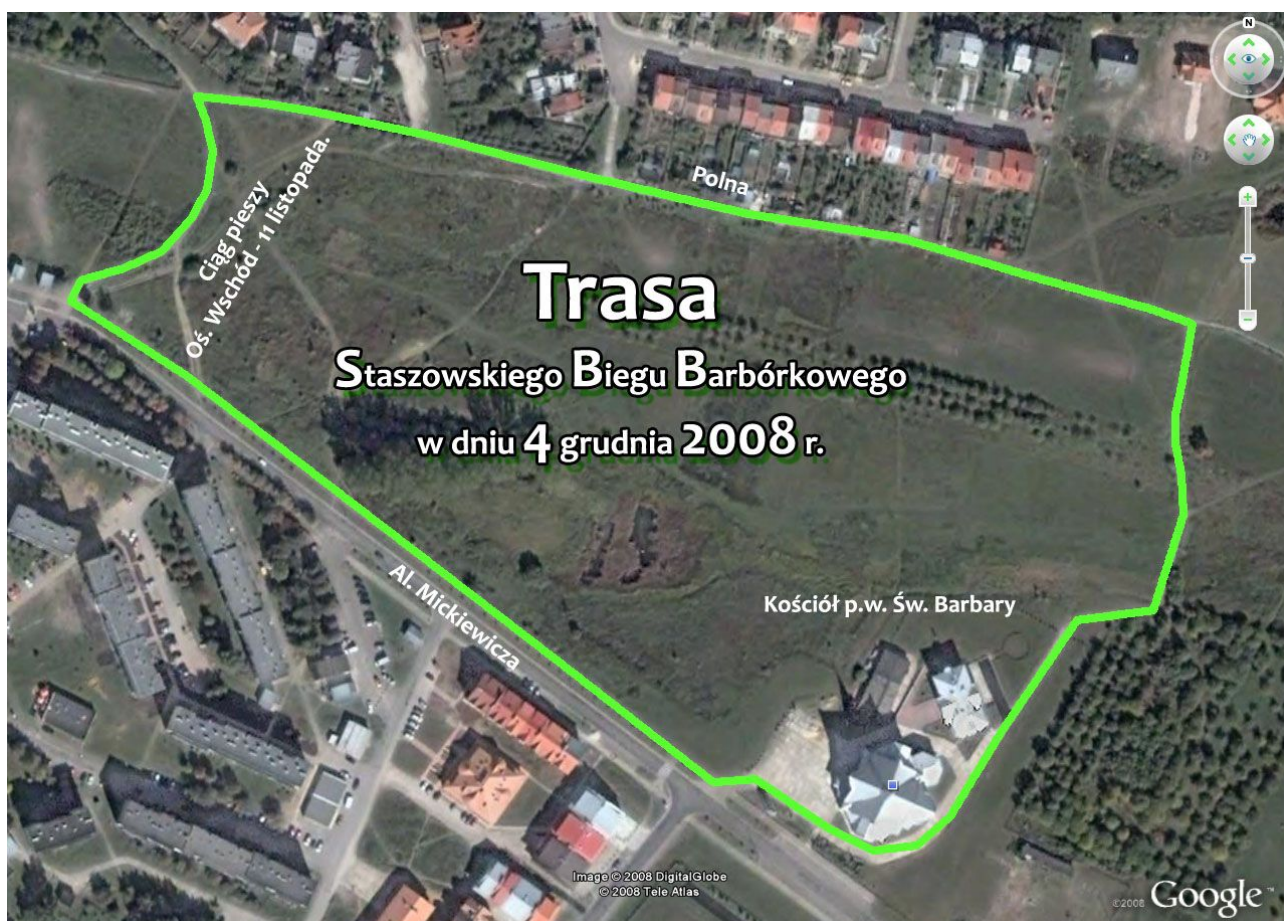 N
Polna
Ciąg pieszy
Oś. Wschód - 11 listopada.
Trasa
Staszowskiego Biegu Barbórkowego
w dniu 4 grudnia 2008 r.
Al. Mickiewicza
Kościół p.w. Św. Barbary
Image © 2008 DigitalGlobe
© 2008 Tele Atlas
©2008 Google™